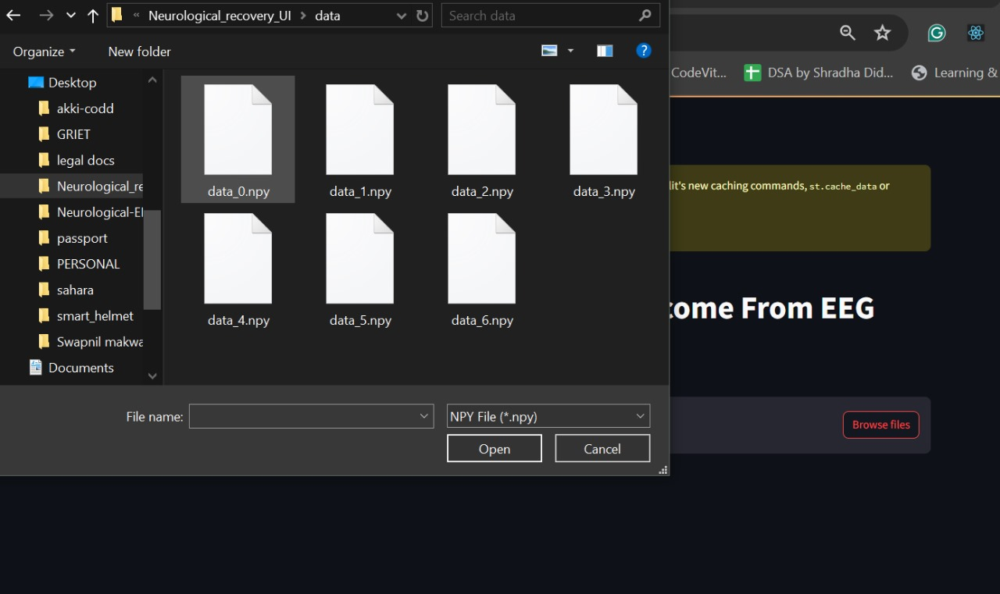 « Neurological_recovery_UI > data
Search data
Organize
New folder
?
CodeVit...
DSA by Shradha Did...
Learning &
Desktop
akki-codd
GRIET
legal docs
Neurological_re
Neurological-El
passport
PERSONAL
sahara
smart_helmet
Swapnil makwa
Documents
data_0.npy
data_1.npy
data_2.npy
data_3.npy
data_4.npy
data_5.npy
data_6.npy
lit's new caching commands, st.cache_data or
come From EEG
Browse files
File name:
NPY File (*.npy)
Open
Cancel